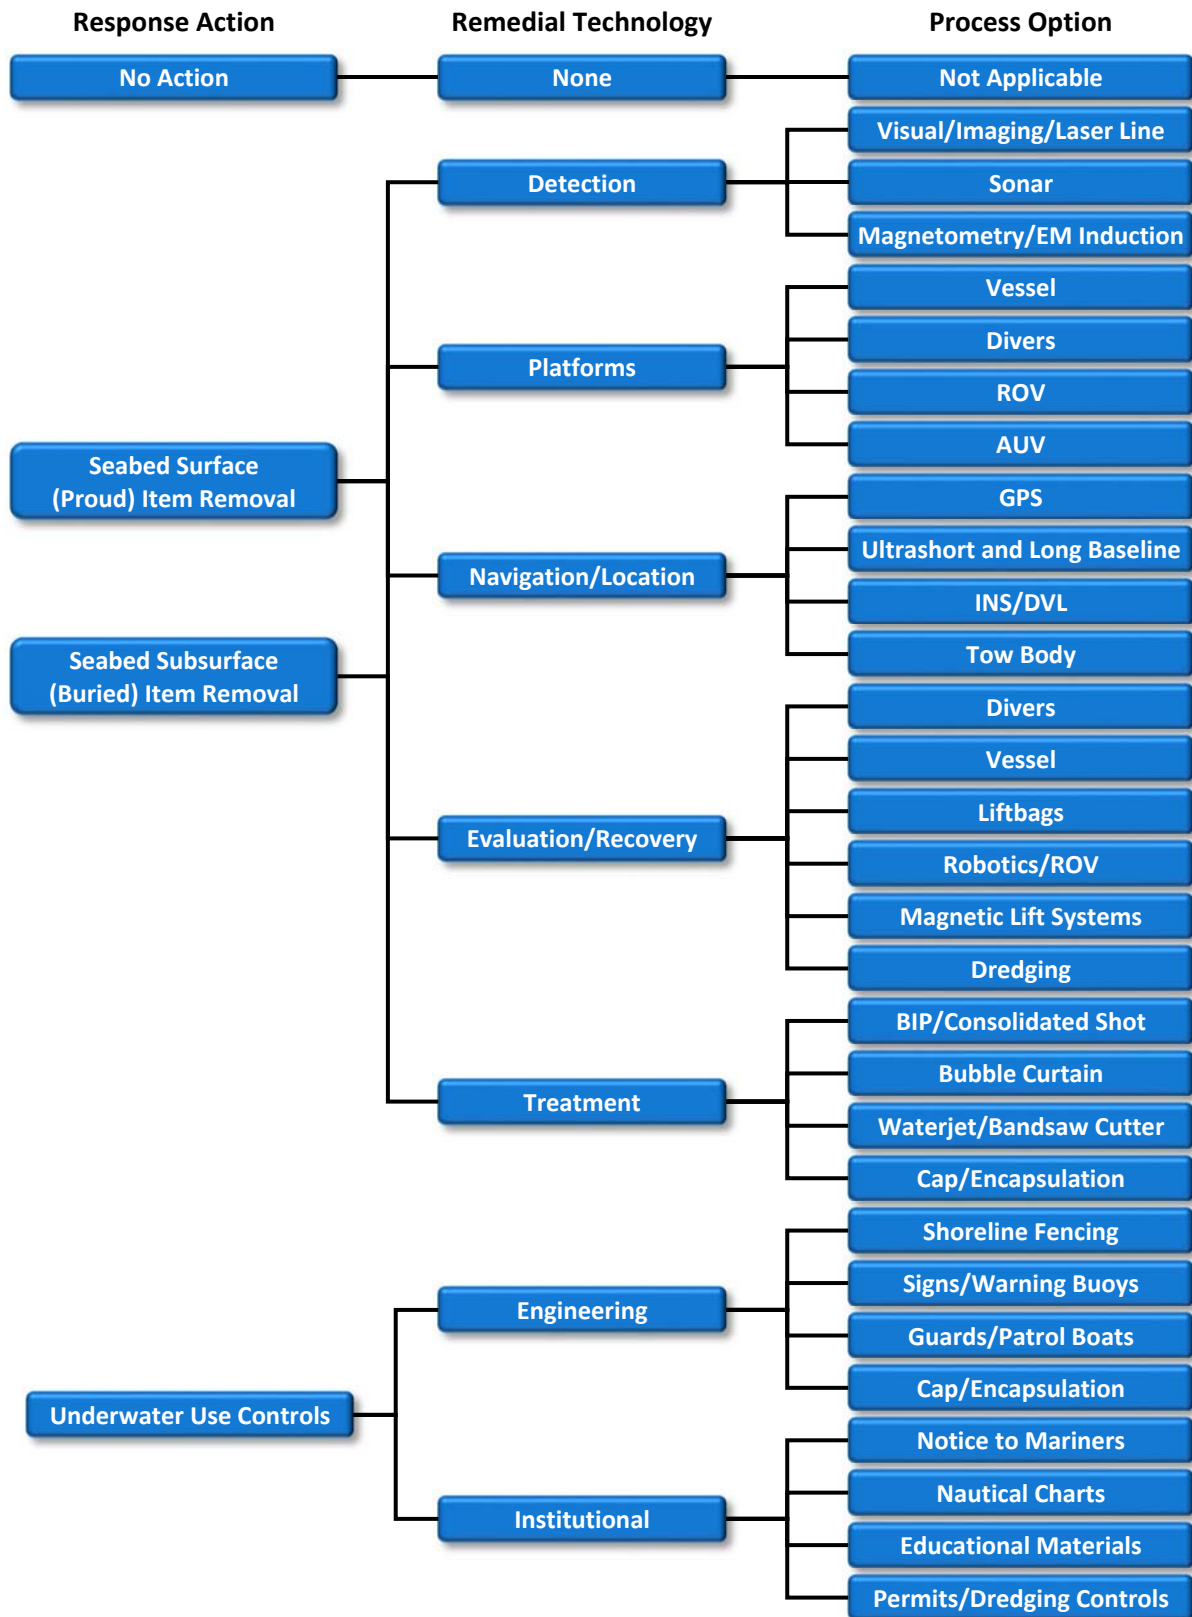 Response Action
Remedial Technology
Process Option
No Action
None
Not Applicable
Seabed Surface
(Proud) Item Removal
Seabed Subsurface
(Buried) Item Removal
Detection
Visual/Imaging/Laser Line
Sonar
Magnetometry/EM Induction
Platforms
Vessel
Divers
ROV
AUV
Navigation/Location
GPS
Ultrashort and Long Baseline
INS/DVL
Tow Body
Evaluation/Recovery
Divers
Vessel
Liftbags
Robotics/ROV
Magnetic Lift Systems
Dredging
Treatment
BIP/Consolidated Shot
Bubble Curtain
Waterjet/Bandsaw Cutter
Cap/Encapsulation
Underwater Use Controls
Engineering
Shoreline Fencing
Signs/Warning Buoys
Guards/Patrol Boats
Cap/Encapsulation
Institutional
Notice to Mariners
Nautical Charts
Educational Materials
Permits/Dredging Controls